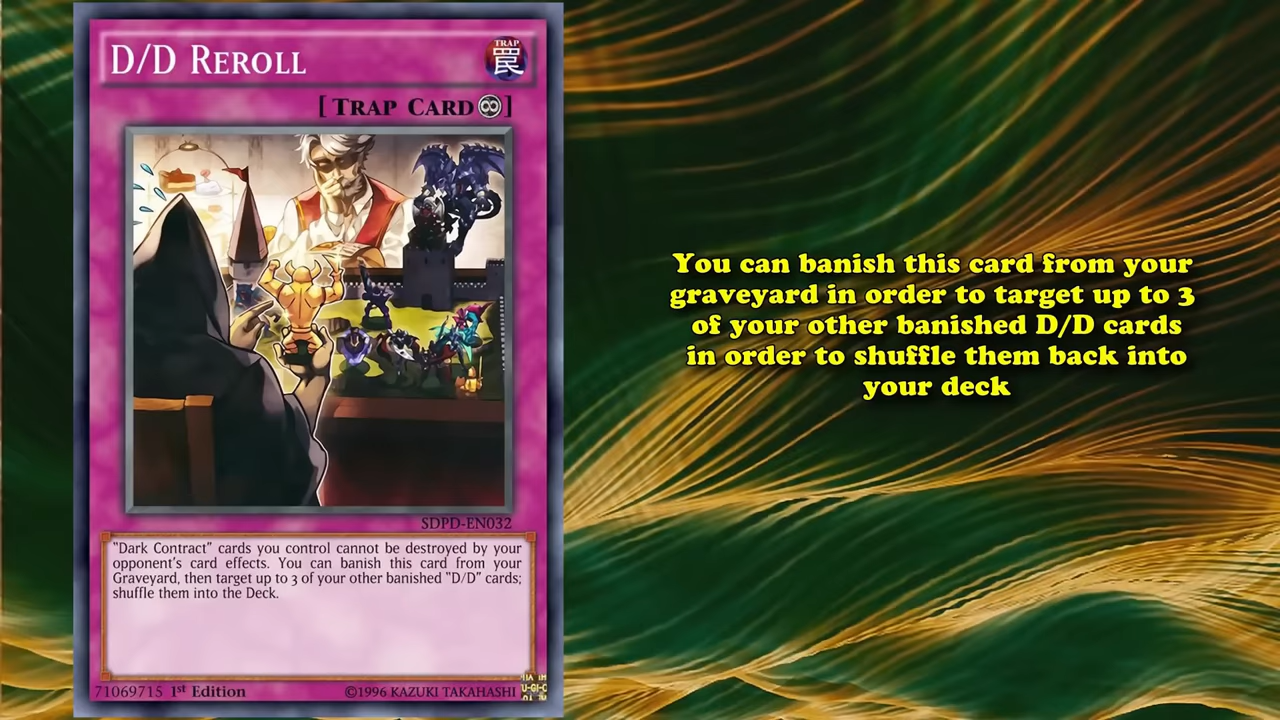 D/D REROLL
TRAP
罠
[TRAP CARD∞]
SDPD-EN032
"Dark Contract" cards you control cannot be destroyed by your
opponent's card effects. You can banish this card from your
Graveyard, then target up to 3 of your other banished "D/D" cards;
shuffle them into the Deck.
71069715 1st Edition
©1996 KAZUKI TAKAHASHI
You can banish this card from your
graveyard in order to target up to 3
of your other banished D/D cards
in order to shuffle them back into
your deck